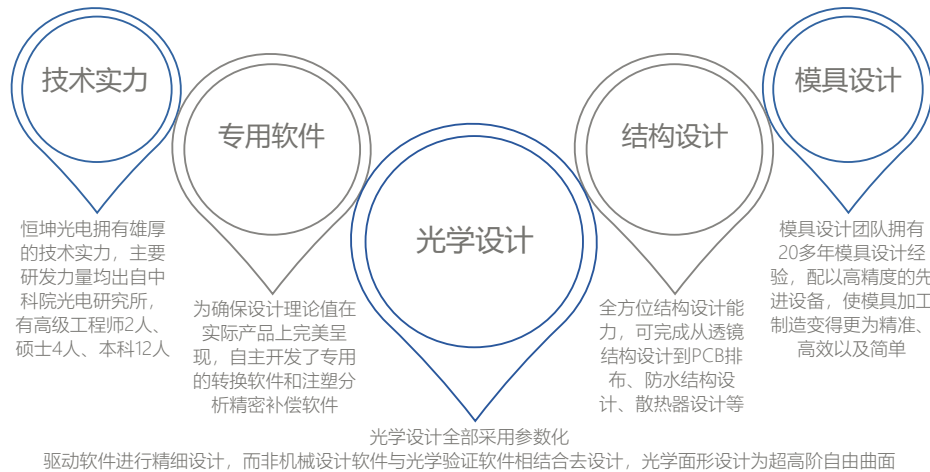 技术实力
恒坤光电拥有雄厚
的技术实力，主要
研发力量均出自中
科院光电研究所，
有高级工程师2人、
硕士4人、本科12人
专用软件
为确保设计理论值在
实际产品上完美呈
现，自主开发了专用
的转换软件和注塑分
析精密补偿软件
光学设计
光学设计全部采用参数化
驱动软件进行精细设计，而非机械设计软件与光学验证软件相结合去设计，光学面形设计为超高阶自由曲面
结构设计
全方位结构设计能
力，可完成从透镜
结构设计到PCB排
布、防水结构设
计、散热器设计等
模具设计
模具设计团队拥有
20多年模具设计经
验，配以高精度的先
进设备，使模具加工
制造变得更为精准、
高效以及简单